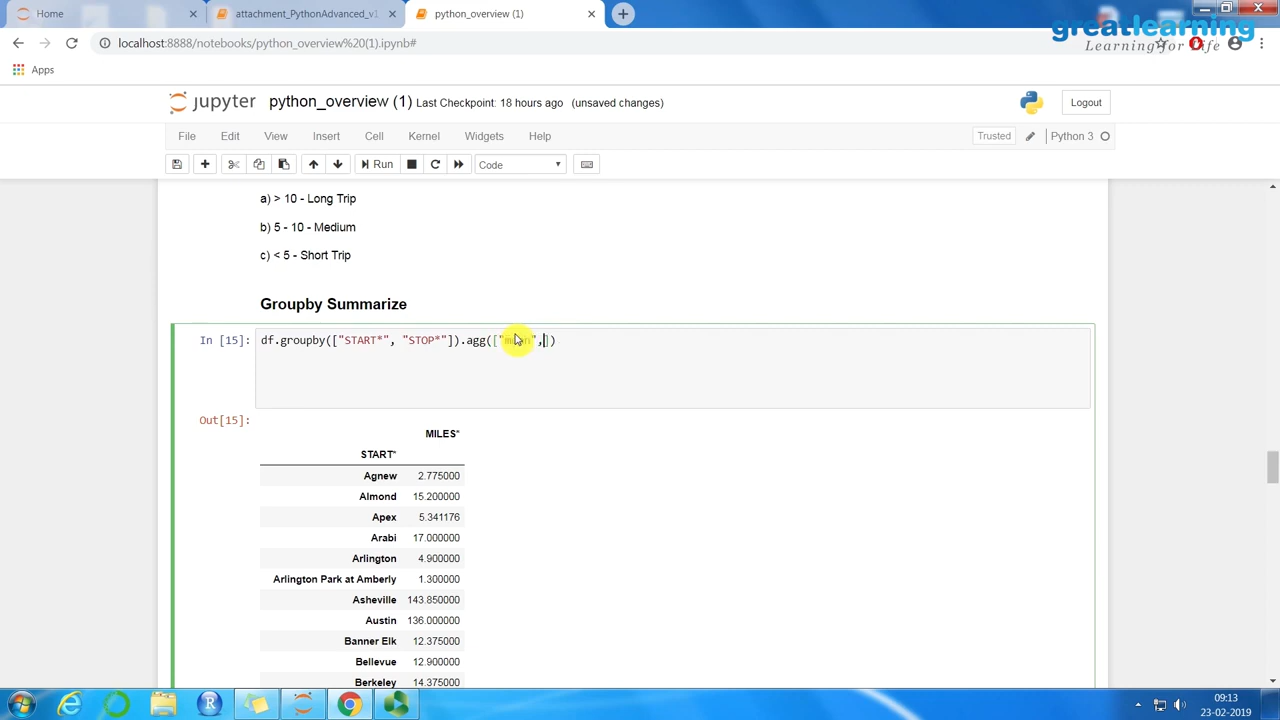 Home
attachment_PythonAdvanced_v1
python_overview (1)
greatlearning
Learning for Life
localhost:8888/notebooks/python_overview%20(1).ipynb#
Apps
jupyter python_overview (1) Last Checkpoint: 18 hours ago (unsaved changes)
Logout
File Edit View Insert Cell Kernel Widgets Help
Trusted Python 3
Run Code
a) > 10 - Long Trip
b) 5 - 10 - Medium
c) < 5 - Short Trip
Groupby Summarize
In [15]: df.groupby(["START*", "STOP*"]).agg(["mean",])
Out[15]:
MILES*
START*
Agnew 2.775000
Almond 15.200000
Apex 5.341176
Arabi 17.000000
Arlington 4.900000
Arlington Park at Amberly 1.300000
Asheville 143.850000
Austin 136.000000
Banner Elk 12.375000
Bellevue 12.900000
Berkeley 14.375000
09:13
23-02-2019